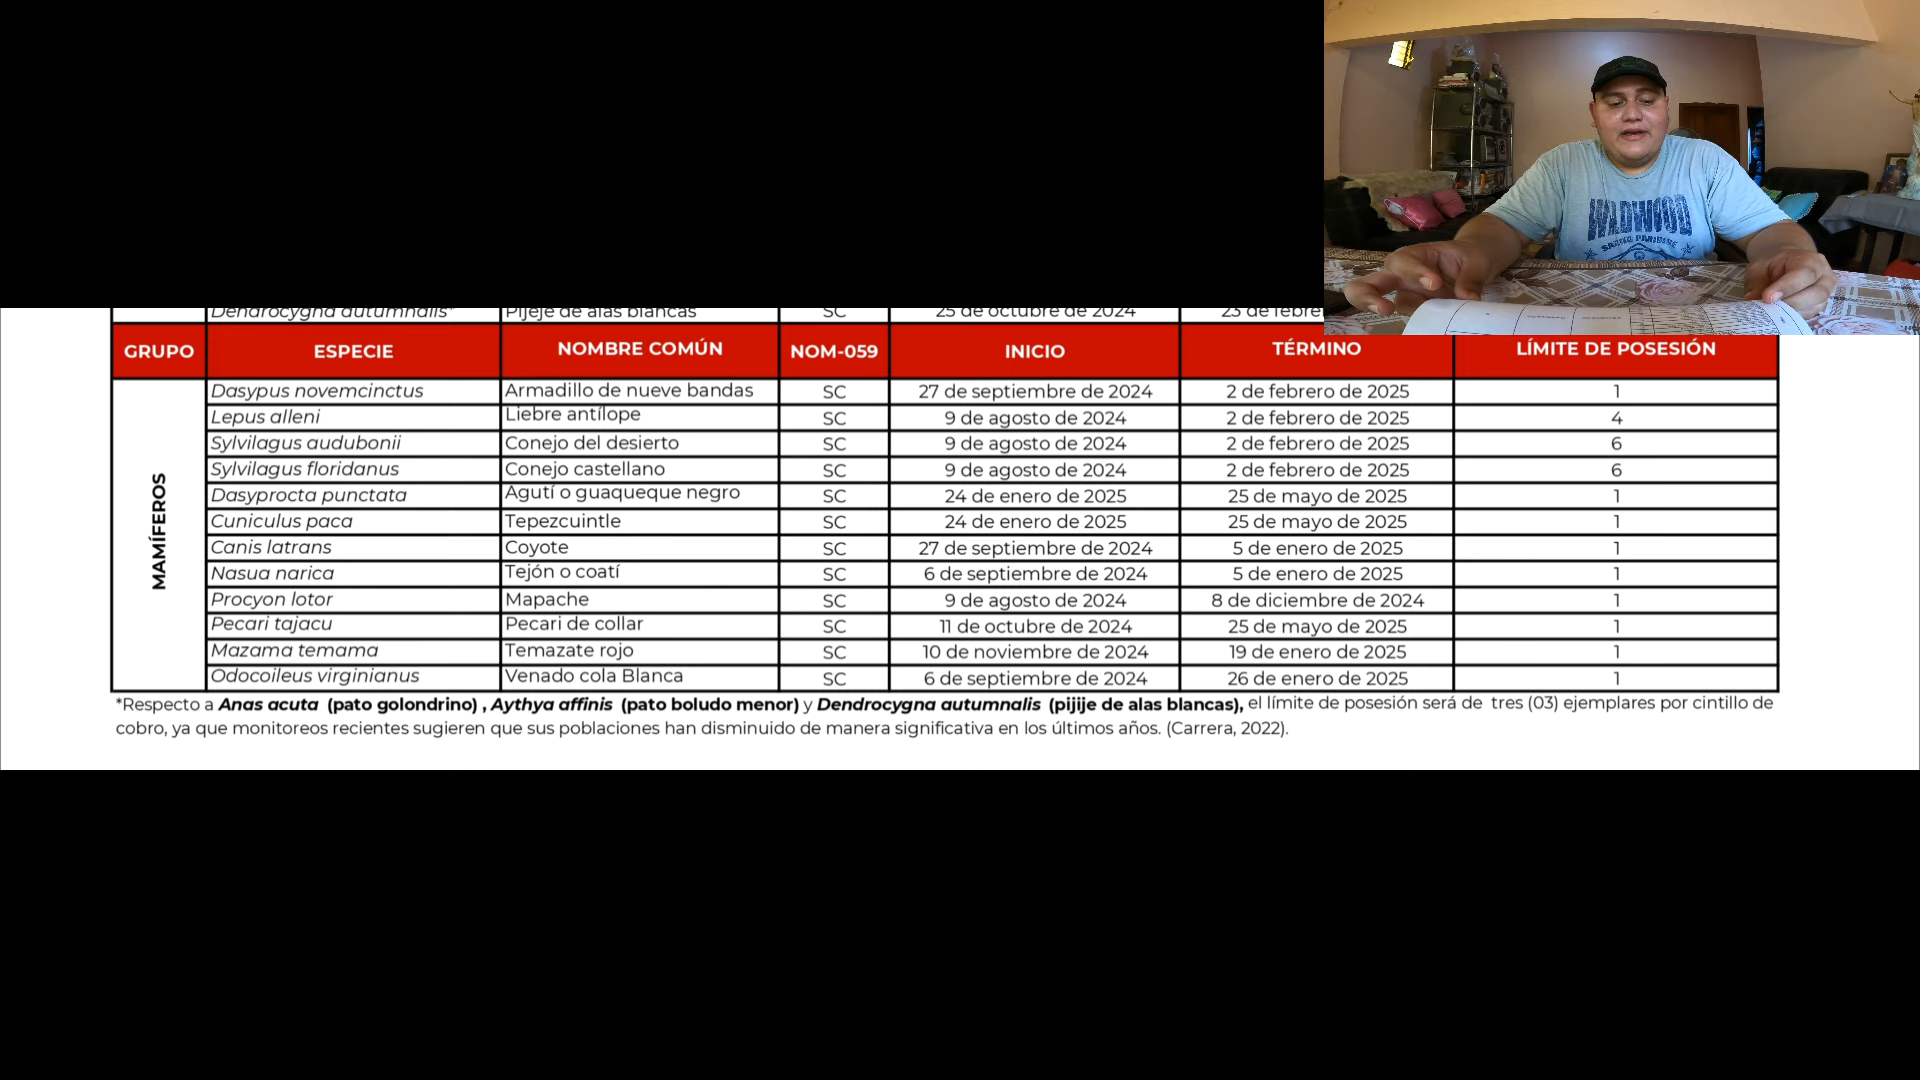 Dendrocygna autumnalis* Pijije de alas blancas SC 25 de octubre de 2024
GRUPO ESPECIE NOMBRE COMÚN NOM-059 INICIO TÉRMINO LÍMITE DE POSESIÓN
MAMÍFEROS
Dasypus novemcinctus Armadillo de nueve bandas SC 27 de septiembre de 2024 2 de febrero de 2025 1
Lepus alleni Liebre antílope SC 9 de agosto de 2024 2 de febrero de 2025 4
Sylvilagus audubonii Conejo del desierto SC 9 de agosto de 2024 2 de febrero de 2025 6
Sylvilagus floridanus Conejo castellano SC 9 de agosto de 2024 2 de febrero de 2025 6
Dasyprocta punctata Agutí o guaqueque negro SC 24 de enero de 2025 25 de mayo de 2025 1
Cuniculus paca Tepezcuintle SC 24 de enero de 2025 25 de mayo de 2025 1
Canis latrans Coyote SC 27 de septiembre de 2024 5 de enero de 2025 1
Nasua narica Tejón o coatí SC 6 de septiembre de 2024 5 de enero de 2025 1
Procyon lotor Mapache SC 9 de agosto de 2024 8 de diciembre de 2024 1
Pecari tajacu Pecari de collar SC 11 de octubre de 2024 25 de mayo de 2025 1
Mazama temama Temazate rojo SC 10 de noviembre de 2024 19 de enero de 2025 1
Odocoileus virginianus Venado cola Blanca SC 6 de septiembre de 2024 26 de enero de 2025 1
*Respecto a Anas acuta (pato golondrino) , Aythya affinis (pato boludo menor) y Dendrocygna autumnalis (pijije de alas blancas), el límite de posesión será de tres (03) ejemplares por cintillo de
cobro, ya que monitoreos recientes sugieren que sus poblaciones han disminuido de manera significativa en los últimos años. (Carrera, 2022).
WILDWOOD